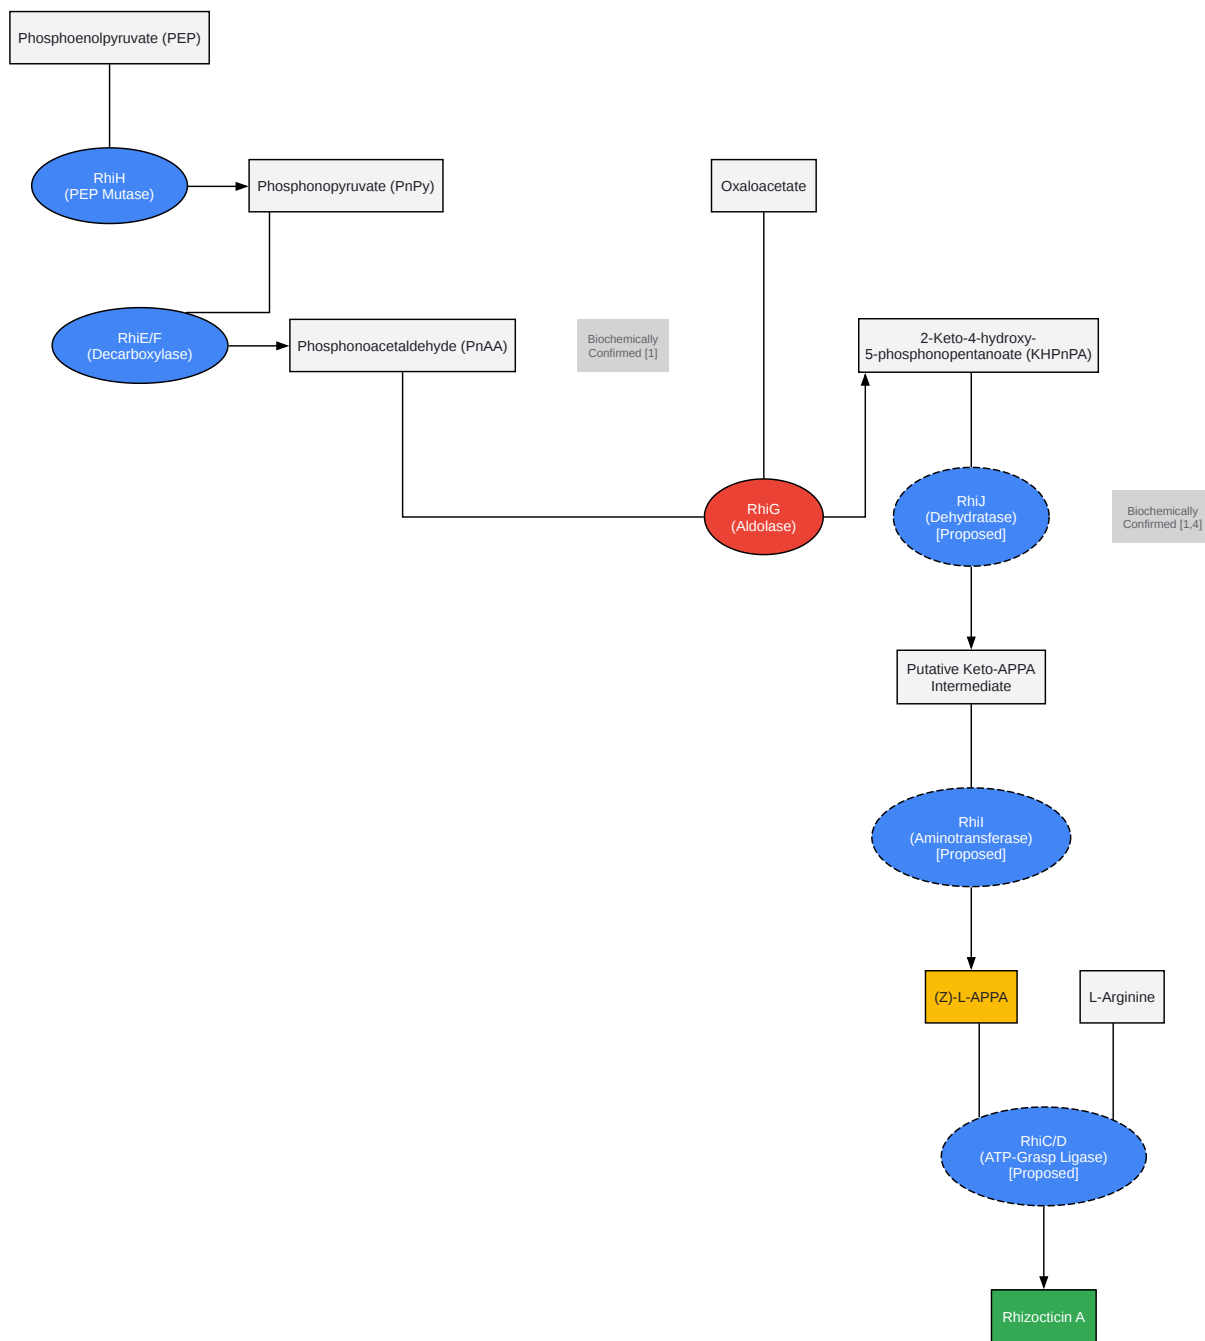 Phosphoenolpyruvate (PEP)
RhiH
(PEP Mutase)
Phosphonopyruvate (PnPy)
Oxaloacetate
RhiE/F
(Decarboxylase)
Phosphonoacetaldehyde (PnAA)
Biochemically
Confirmed [1]
2-Keto-4-hydroxy-
5-phosphonopentanoate (KHPnPA)
RhiG
(Aldolase)
RhiJ
(Dehydratase)
[Proposed]
Biochemically
Confirmed [1,4]
Putative Keto-APPA
Intermediate
RhiI
(Aminotransferase)
[Proposed]
(Z)-L-APPA
L-Arginine
RhiC/D
(ATP-Grasp Ligase)
[Proposed]
Rhizocticin A